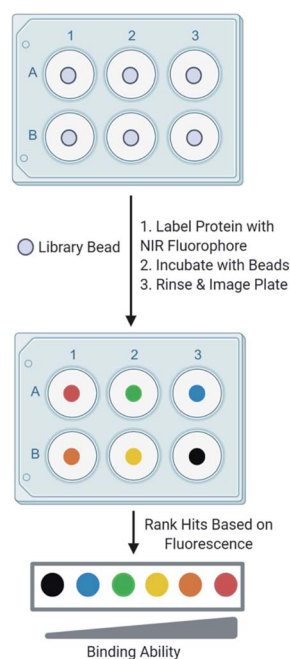 1 2 3
A
B
Library Bead
1. Label Protein with
NIR Fluorophore
2. Incubate with Beads
3. Rinse & Image Plate
1 2 3
A
B
Rank Hits Based on
Fluorescence
Binding Ability